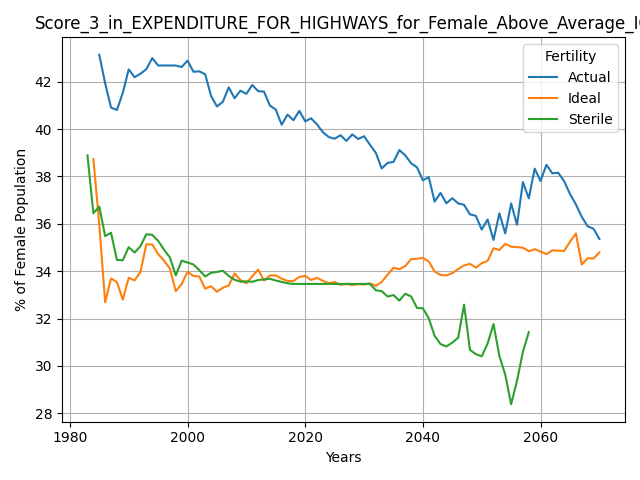 Score_3_in_EXPENDITURE_FOR_HIGHWAYS_for_Female_Above_Average_I
Fertility
Actual
Ideal
Sterile
% of Female Population
42
40
38
36
34
32
30
28
1980
2000
2020
2040
2060
Years